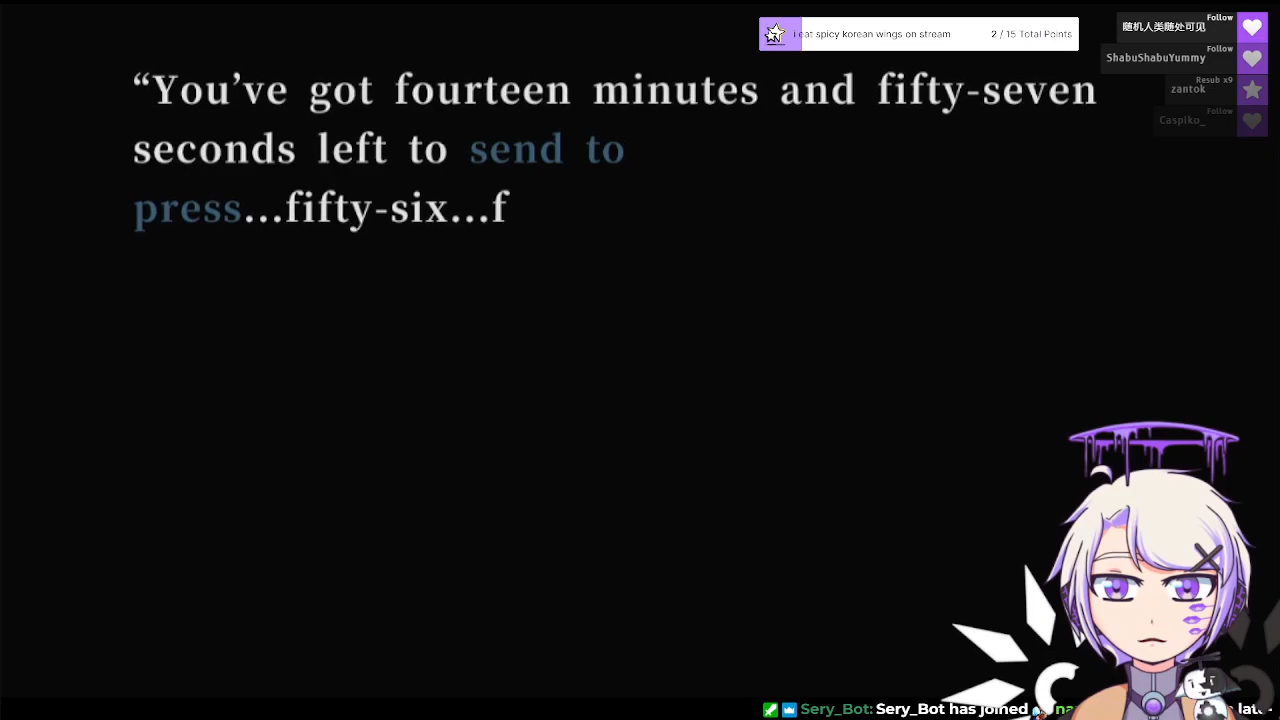 i eat spicy korean wings on stream 2 / 15 Total Points
Follow
随机人类随处可见
Follow
ShabuShabuYummy
Resub x9
zantok
Follow
Caspiko_
“You’ve got fourteen minutes and fifty-seven
seconds left to send to
press...fifty-six...f
Sery_Bot: Sery_Bot has joined